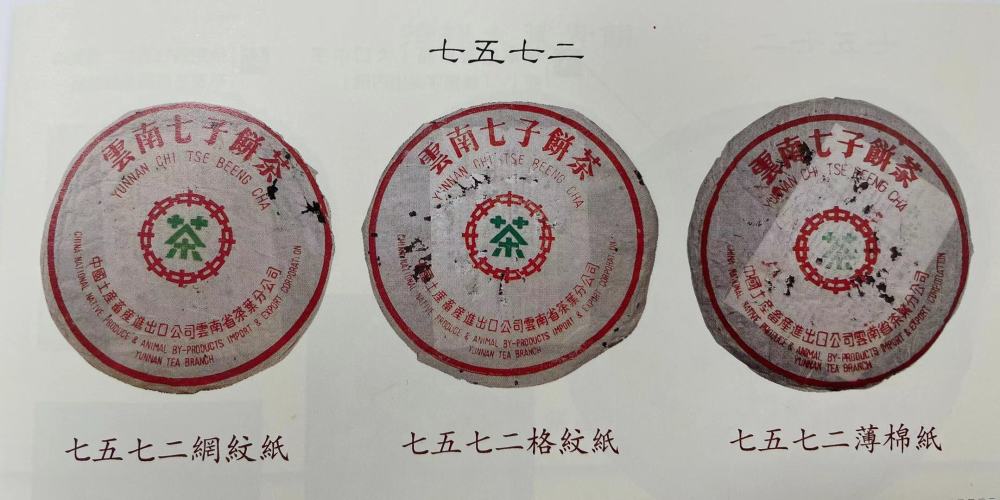 七五七二
雲南七子餅茶
YUNNAN CHI TSE BEENG CHA
茶
中國土産畜産進出口公司雲南省茶葉分公司
CHINA NATIONAL NATIVE PRODUCE & ANIMAL BY-PRODUCTS IMPORT & EXPORT CORPORATION
YUNNAN TEA BRANCH
七五七二網紋紙
雲南七子餅茶
YUNNAN CHI TSE BEENG CHA
茶
中國土産畜産進出口公司雲南省茶葉分公司
CHINA NATIONAL NATIVE PRODUCE & ANIMAL BY-PRODUCTS IMPORT & EXPORT CORPORATION
YUNNAN TEA BRANCH
七五七二格紋紙
雲南七子餅茶
YUNNAN CHI TSE BEENG CHA
茶
中國土産畜産進出口公司雲南省茶葉分公司
CHINA NATIONAL NATIVE PRODUCE & ANIMAL BY-PRODUCTS IMPORT & EXPORT CORPORATION
YUNNAN TEA BRANCH
七五七二薄棉紙